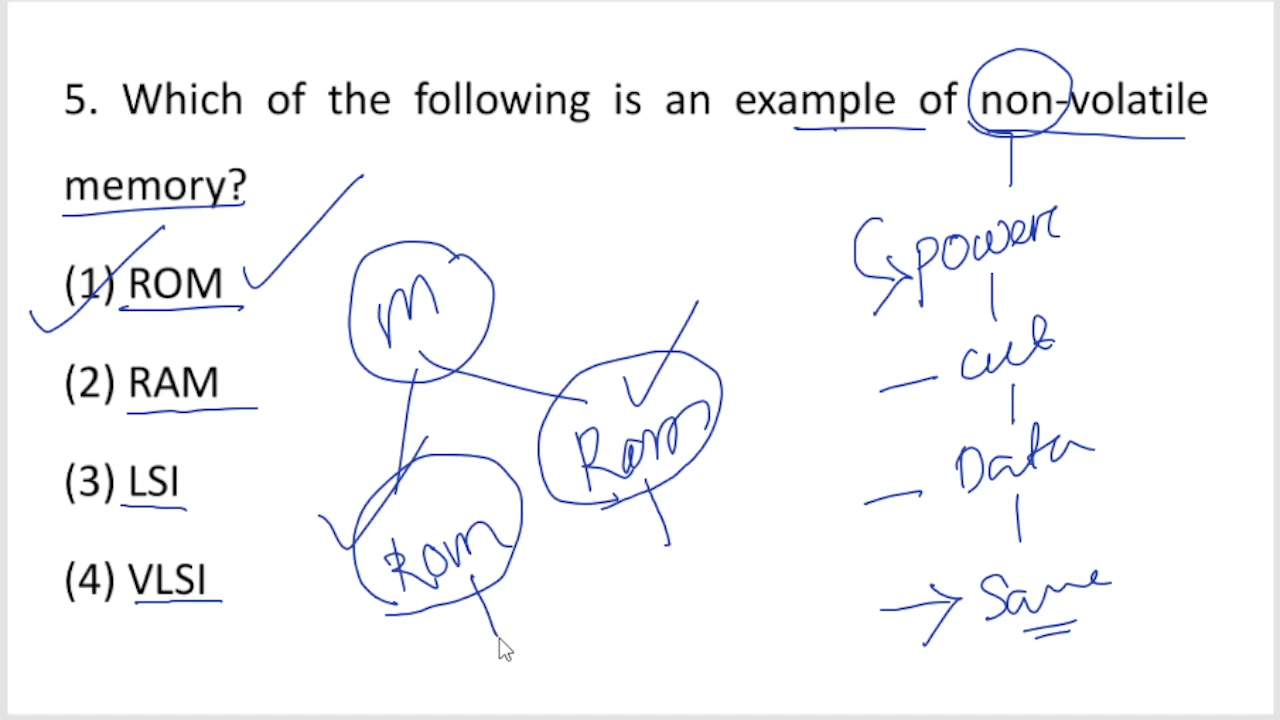 5. Which of the following is an example of non-volatile
memory?
(1) ROM
(2) RAM
(3) LSI
(4) VLSI
m
Ram
Rom
power
cut
Data
Same